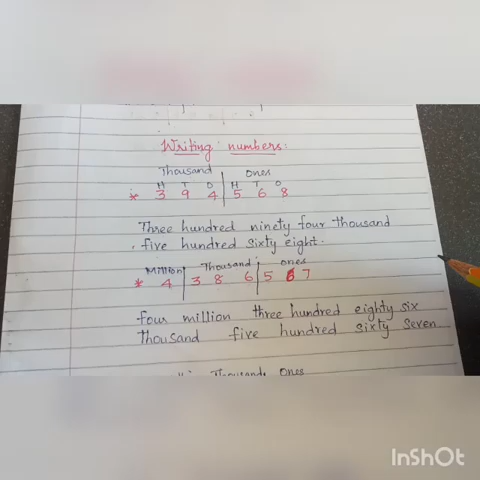 Writing numbers:
Thousand ones
H T O H T O
* 3 9 4 5 6 8
Three hundred ninety four thousand
five hundred sixty eight.
Million Thousand ones
* 4 3 8 6 5 6 7
Four million three hundred eighty six
thousand five hundred sixty seven
Thousands ones
InShOt